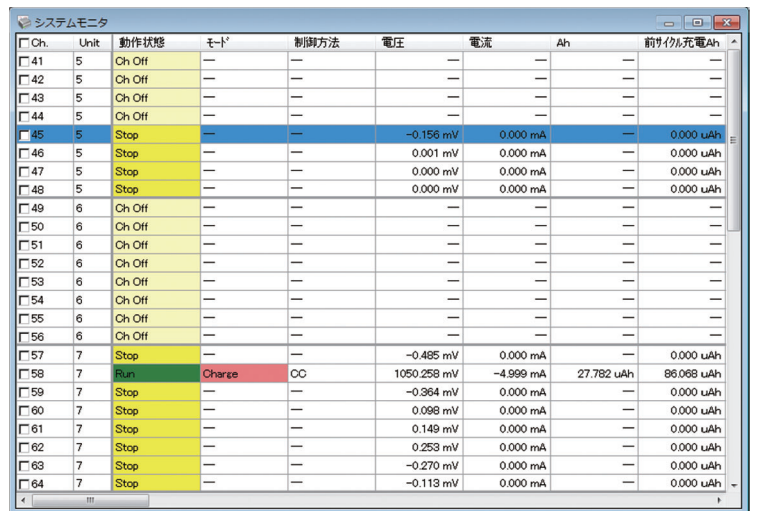 システムモニタ
Ch. Unit 動作状態 モード 制御方法 電圧 電流 Ah 前サイクル充電Ah
41 5 Ch Off — — — — — —
42 5 Ch Off — — — — — —
43 5 Ch Off — — — — — —
44 5 Ch Off — — — — — —
45 5 Stop — — -0.156 mV 0.000 mA — 0.000 uAh
46 5 Stop — — 0.001 mV 0.000 mA — 0.000 uAh
47 5 Stop — — 0.000 mV 0.000 mA — 0.000 uAh
48 5 Stop — — 0.000 mV 0.000 mA — 0.000 uAh
49 6 Ch Off — — — — — —
50 6 Ch Off — — — — — —
51 6 Ch Off — — — — — —
52 6 Ch Off — — — — — —
53 6 Ch Off — — — — — —
54 6 Ch Off — — — — — —
55 6 Ch Off — — — — — —
56 6 Ch Off — — — — — —
57 7 Stop — — -0.485 mV 0.000 mA — 0.000 uAh
58 7 Run Charge CC 1050.258 mV -4.999 mA 27.782 uAh 86.068 uAh
59 7 Stop — — -0.364 mV 0.000 mA — 0.000 uAh
60 7 Stop — — 0.098 mV 0.000 mA — 0.000 uAh
61 7 Stop — — 0.149 mV 0.000 mA — 0.000 uAh
62 7 Stop — — 0.253 mV 0.000 mA — 0.000 uAh
63 7 Stop — — -0.270 mV 0.000 mA — 0.000 uAh
64 7 Stop — — -0.113 mV 0.000 mA — 0.000 uAh